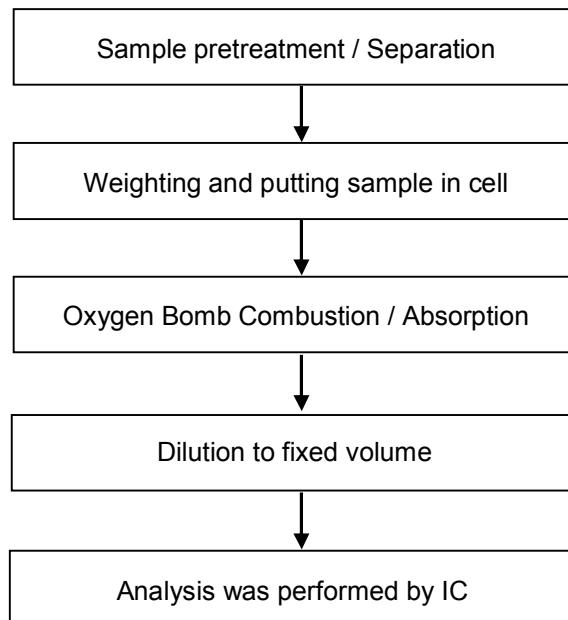 Sample pretreatment / Separation
Weighting and putting sample in cell
Oxygen Bomb Combustion / Absorption
Dilution to fixed volume
Analysis was performed by IC